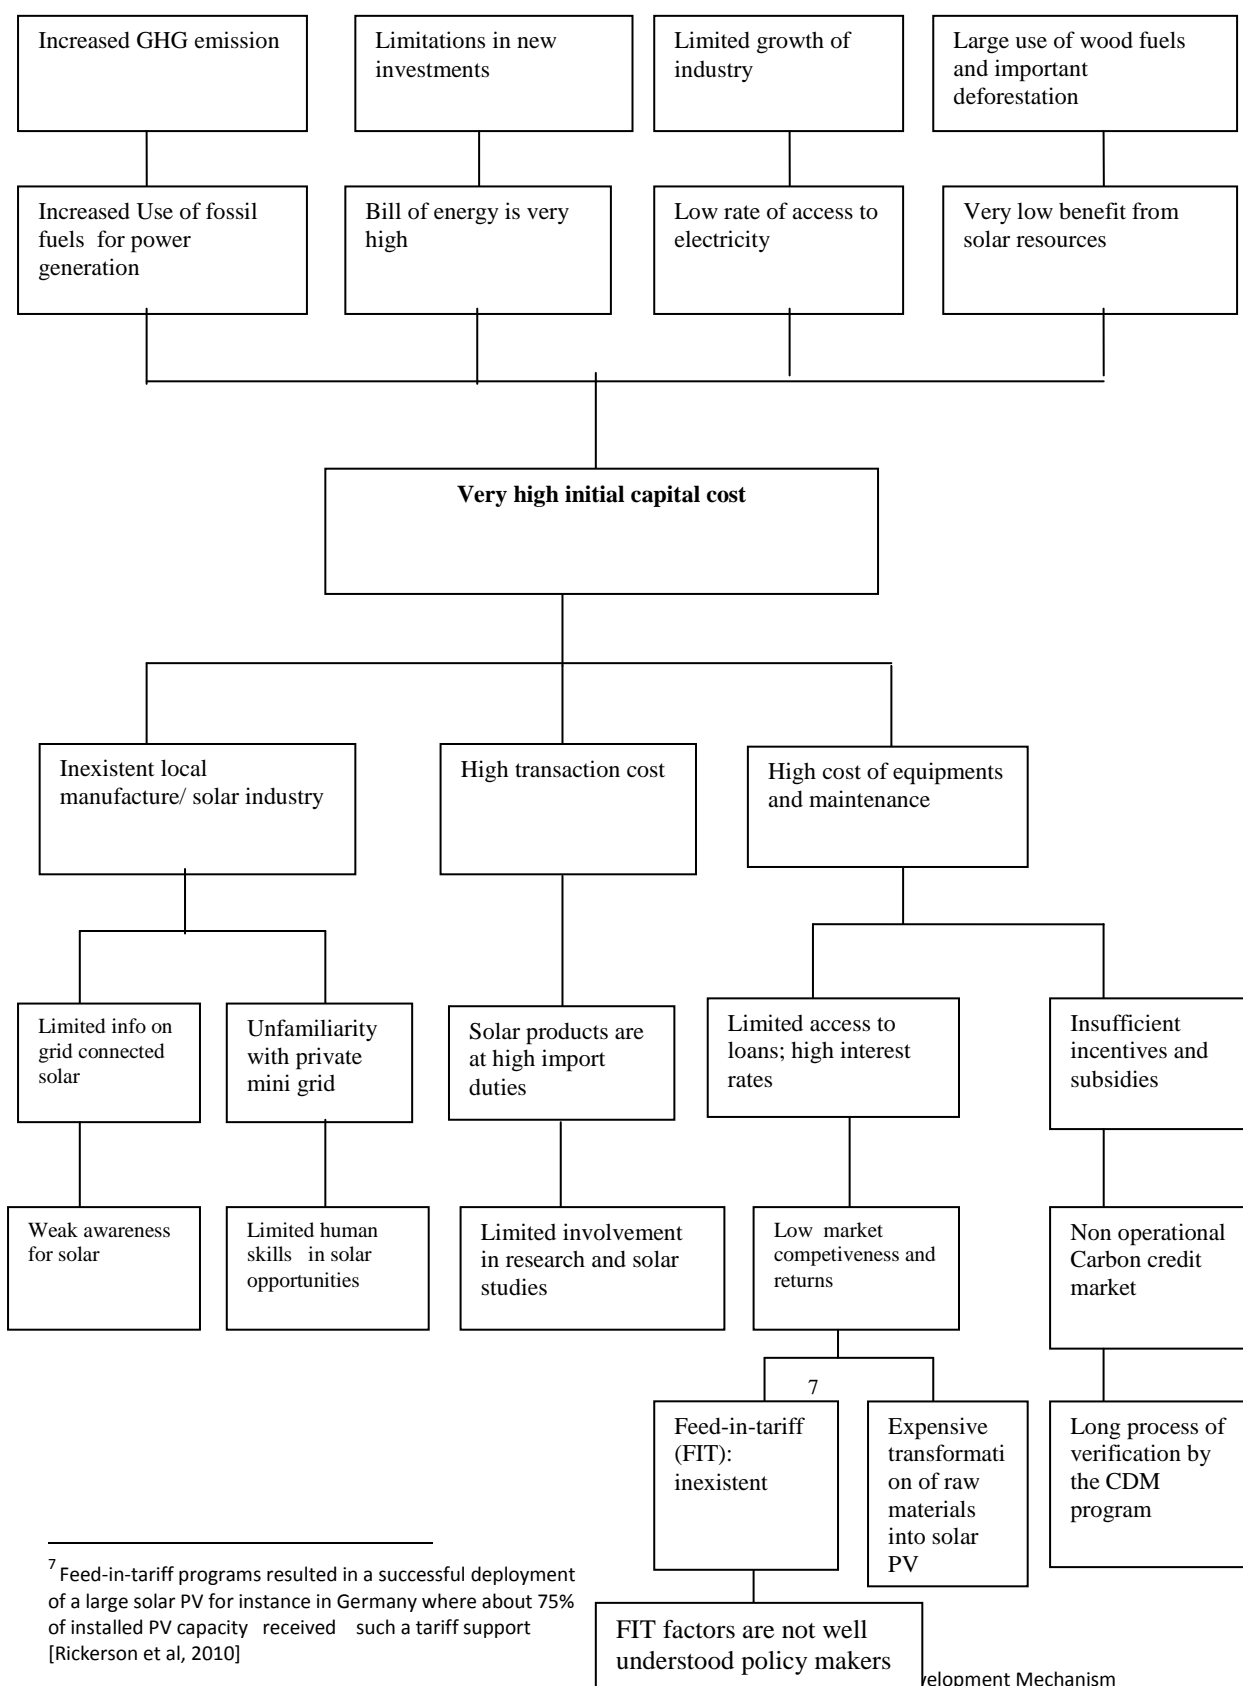 Increased GHG emission
Limitations in new
investments
Limited growth of
industry
Large use of wood fuels
and important
deforestation
Increased Use of fossil
fuels for power
generation
Bill of energy is very
high
Low rate of access to
electricity
Very low benefit from
solar resources
Very high initial capital cost
Inexistent local
manufacture/ solar industry
High transaction cost
High cost of equipments
and maintenance
Limited info on
grid connected
solar
Unfamiliarity
with private
mini grid
Solar products are
at high import
duties
Limited access to
loans; high interest
rates
Insufficient
incentives and
subsidies
Weak awareness
for solar
Limited human
skills in solar
opportunities
Limited involvement
in research and solar
studies
Low market
competiveness and
returns
Non operational
Carbon credit
market
7
Feed-in-tariff
(FIT):
inexistent
Expensive
transformati
on of raw
materials
into solar
PV
Long process of
verification by
the CDM
program
FIT factors are not well
understood policy makers
7 Feed-in-tariff programs resulted in a successful deployment
of a large solar PV for instance in Germany where about 75%
of installed PV capacity received such a tariff support
[Rickerson et al, 2010]
velopment Mechanism